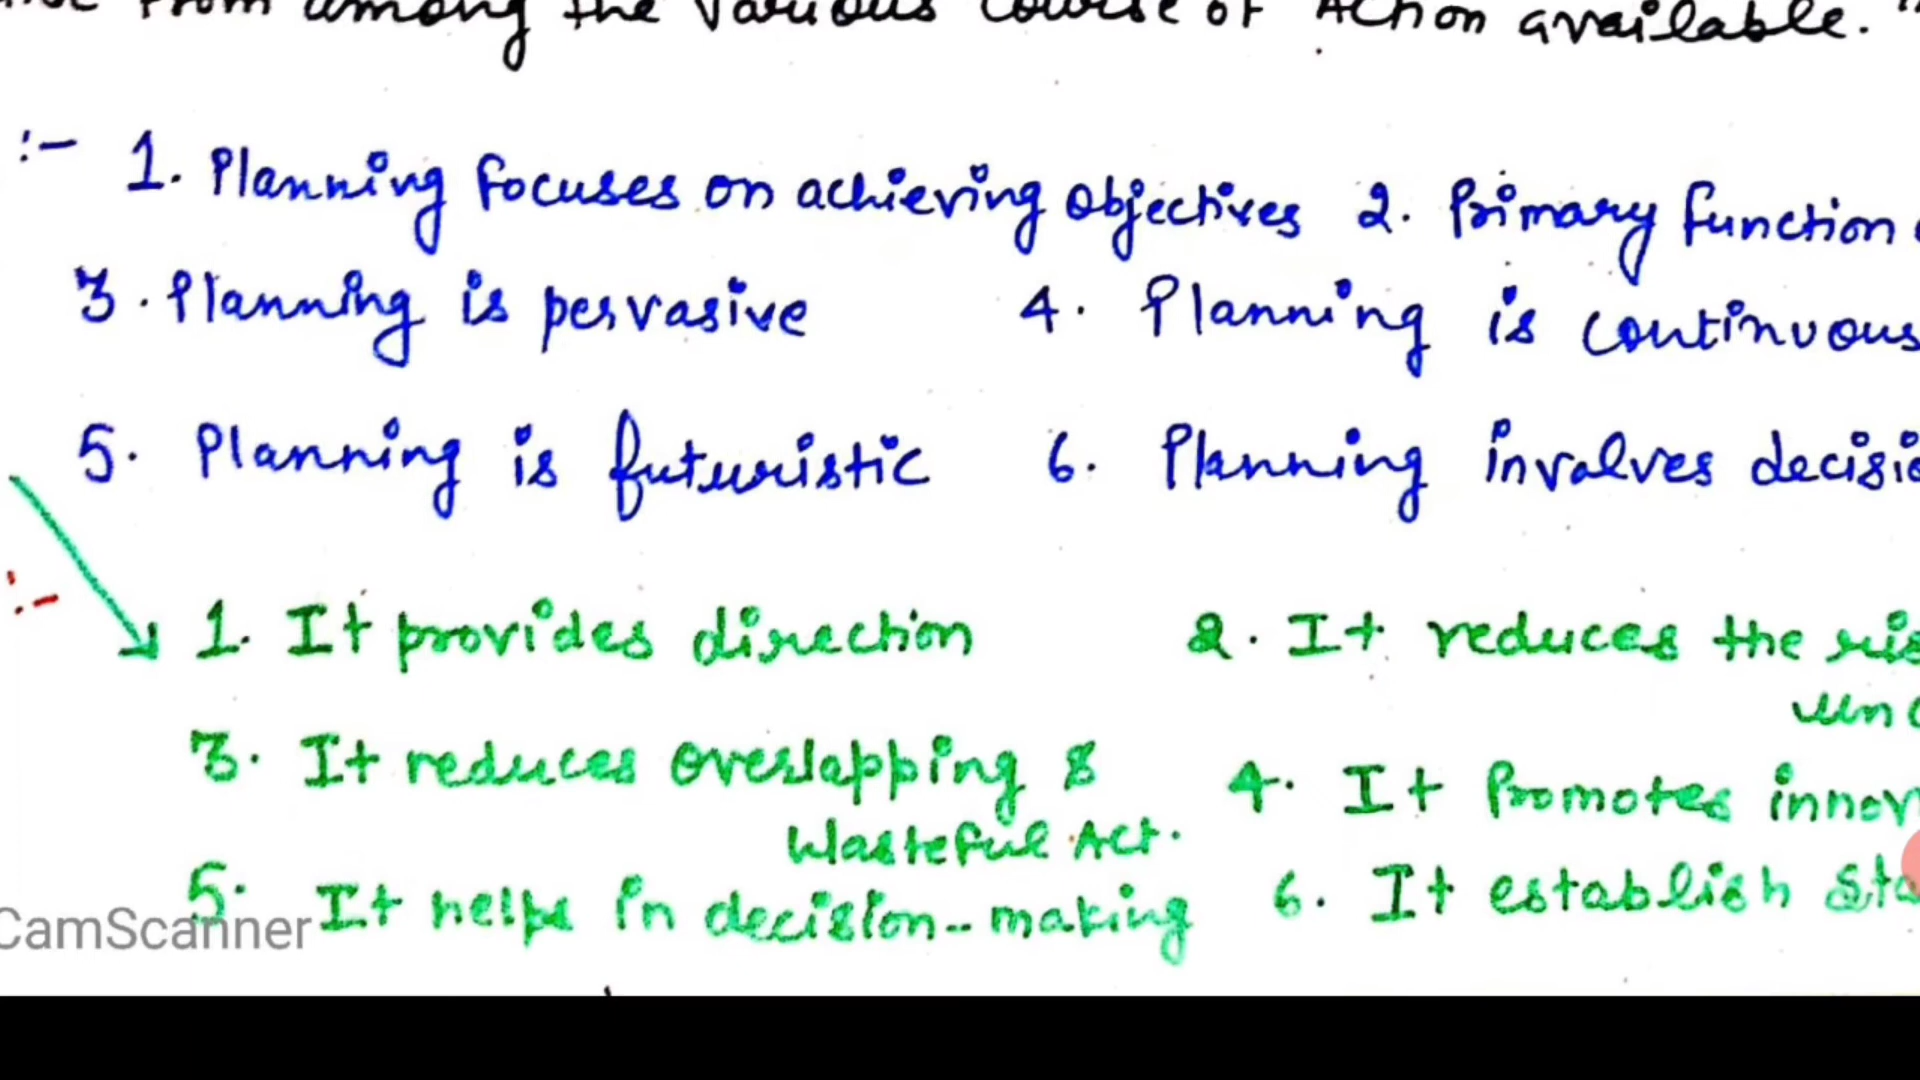 from among the various course of Action available. "
:- 1. Planning focuses on achieving objectives 2. Primary function
3. Planning is pervasive 4. Planning is continuous
5. Planning is futuristic 6. Planning involves
:- 1. It provides direction 2. It reduces the
3. It reduces overlapping & 4. It Promotes
Wasteful Act.
5. It helps in decision-making 6. It establish
CamScanner